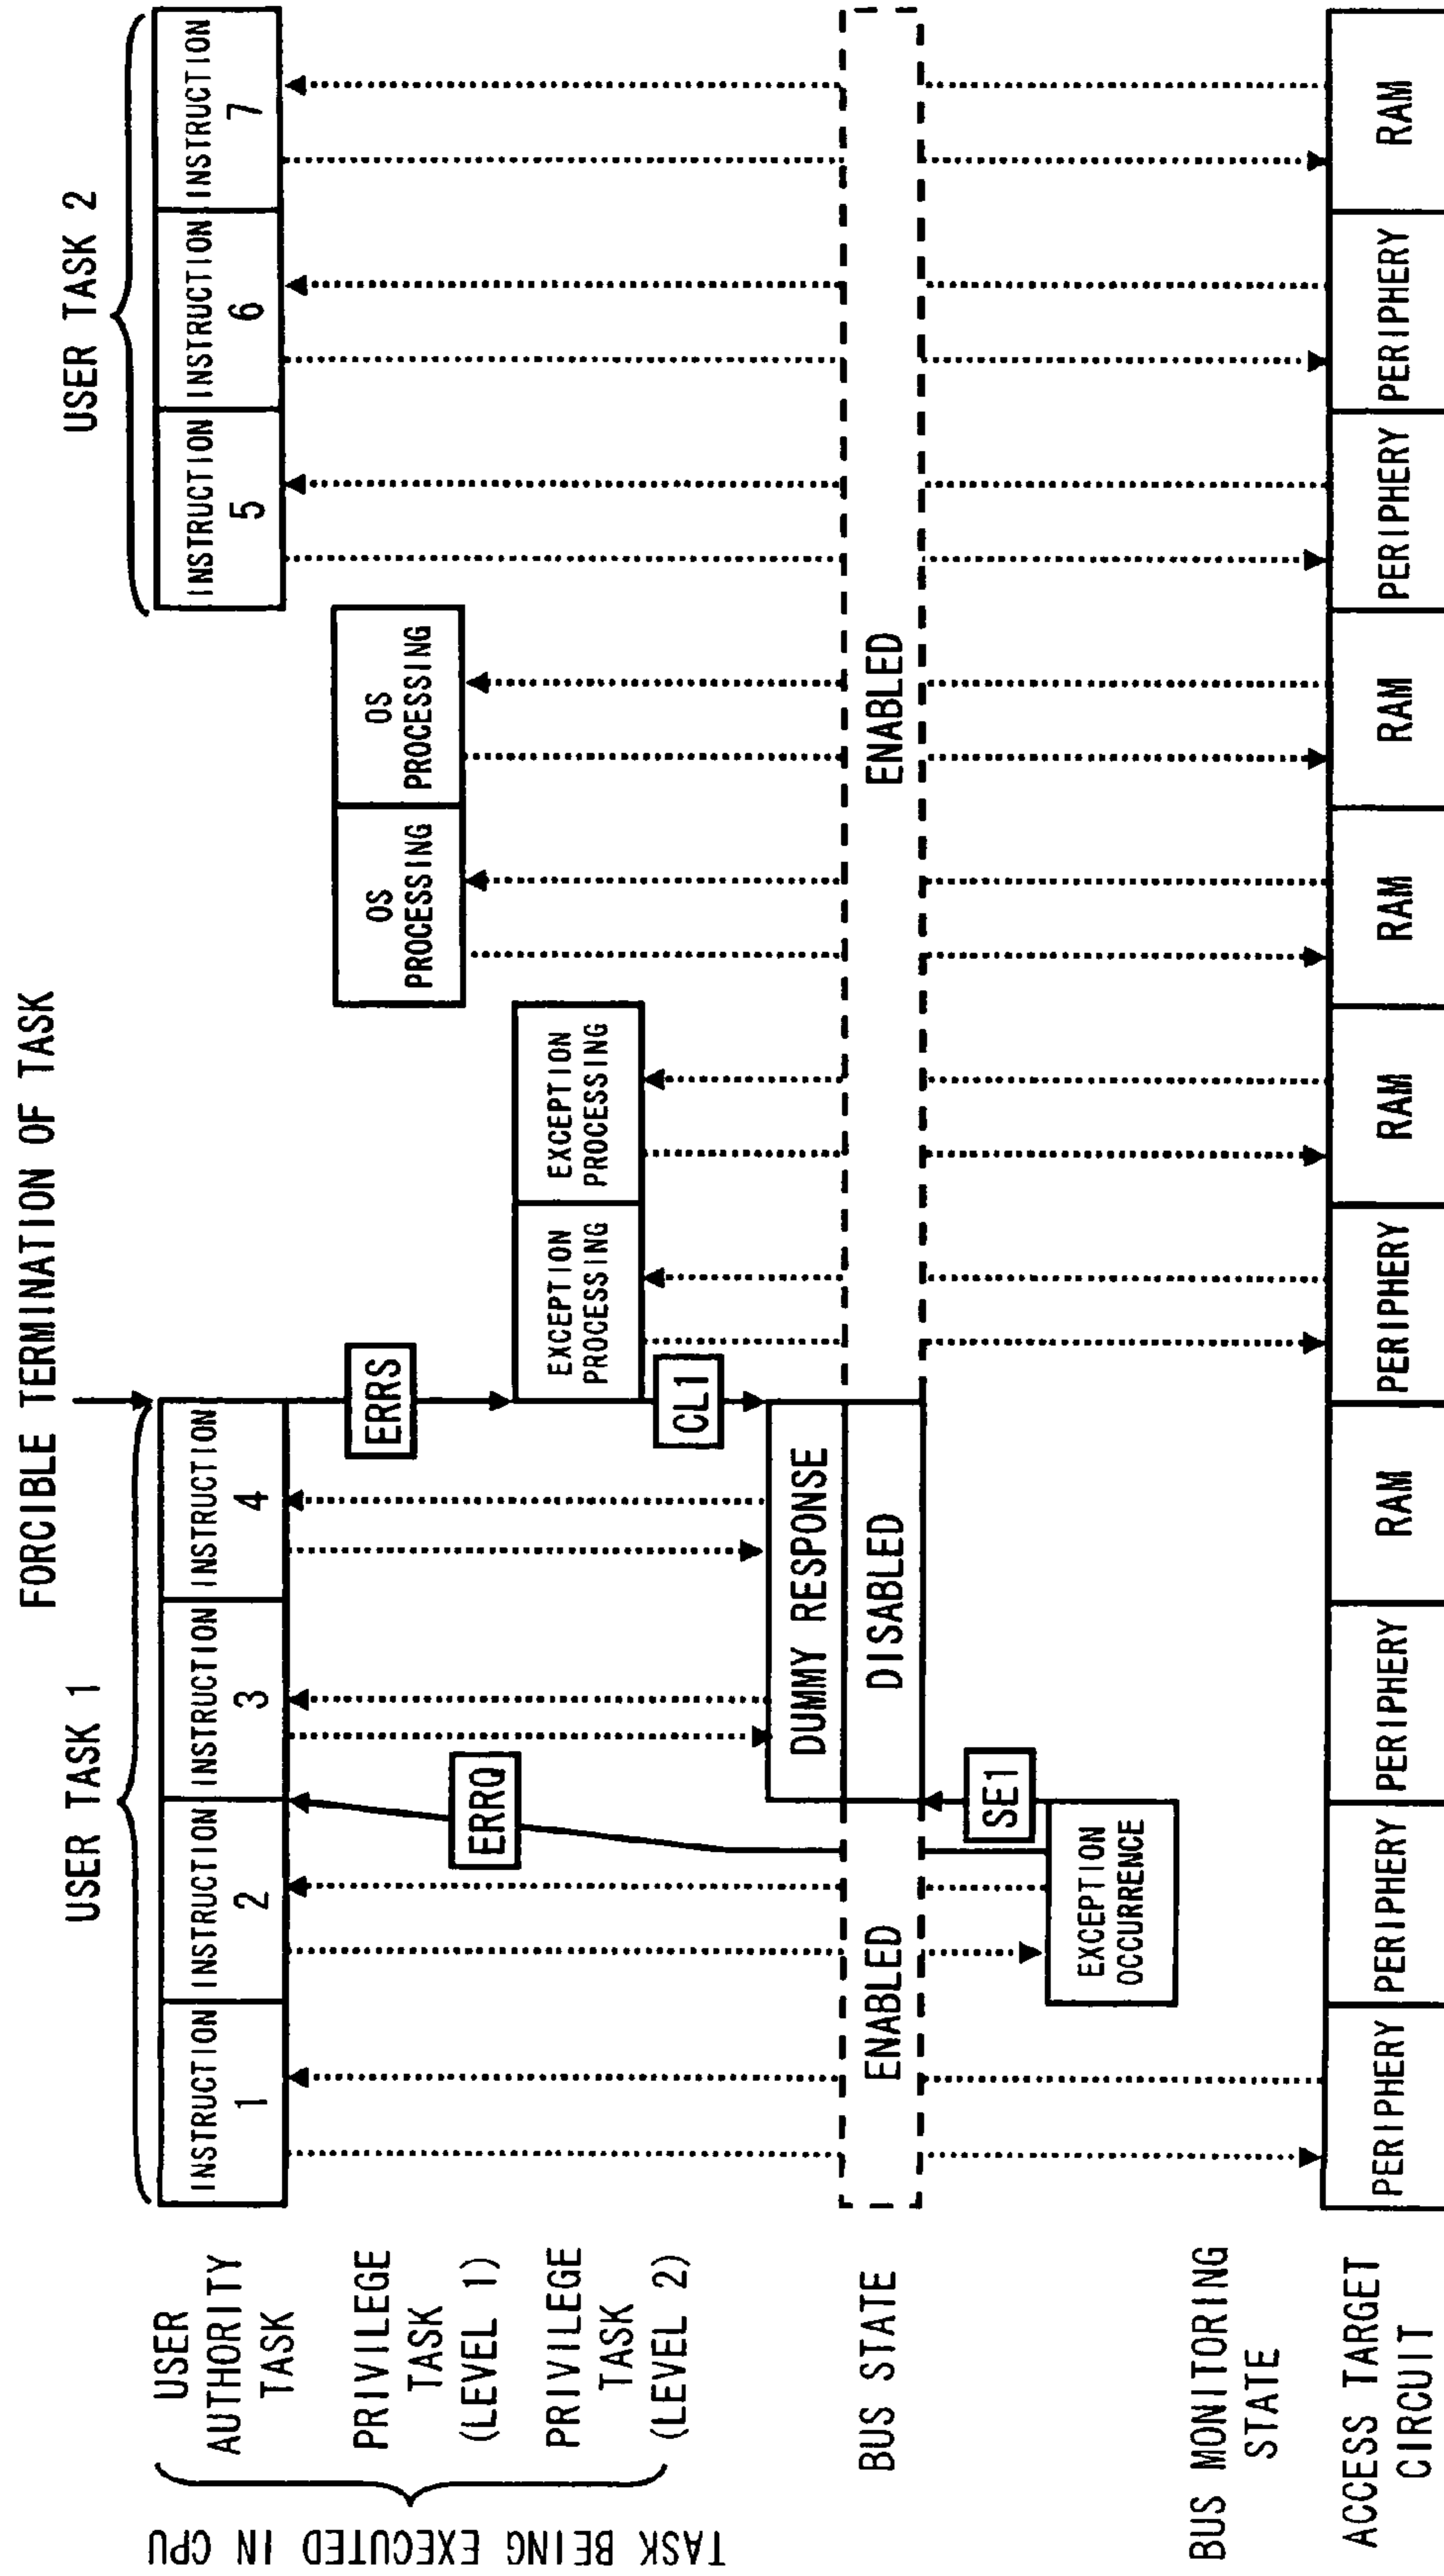 FORCIBLE TERMINATION OF TASK
USER TASK 1
USER TASK 2
TASK BEING EXECUTED IN CPU
USER
AUTHORITY
TASK
INSTRUCTION
1
INSTRUCTION
2
INSTRUCTION
3
INSTRUCTION
4
INSTRUCTION
5
INSTRUCTION
6
INSTRUCTION
7
PRIVILEGE
TASK
(LEVEL 1)
ERRS
OS
PROCESSING
OS
PROCESSING
PRIVILEGE
TASK
(LEVEL 2)
ERRQ
EXCEPTION
PROCESSING
EXCEPTION
PROCESSING
CL1
DUMMY RESPONSE
BUS STATE
ENABLED
DISABLED
ENABLED
SE1
BUS MONITORING
STATE
EXCEPTION
OCCURRENCE
ACCESS TARGET
CIRCUIT
PERIPHERY
PERIPHERY
PERIPHERY
RAM
PERIPHERY
RAM
RAM
RAM
PERIPHERY
PERIPHERY
RAM